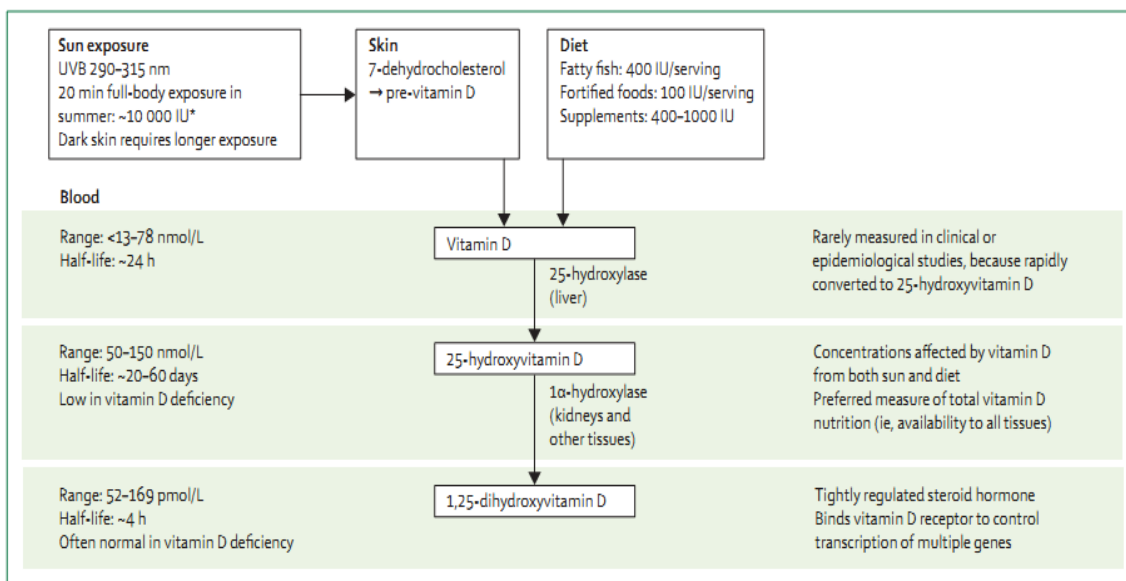 Sun exposure
UVB 290–315 nm
20 min full-body exposure in
summer: ~10 000 IU*
Dark skin requires longer exposure
Skin
7-dehydrocholesterol
→ pre-vitamin D
Diet
Fatty fish: 400 IU/serving
Fortified foods: 100 IU/serving
Supplements: 400–1000 IU
Blood
Range: <13–78 nmol/L
Half-life: ~24 h
Vitamin D
25-hydroxylase
(liver)
Rarely measured in clinical or
epidemiological studies, because rapidly
converted to 25-hydroxyvitamin D
Range: 50–150 nmol/L
Half-life: ~20–60 days
Low in vitamin D deficiency
25-hydroxyvitamin D
1α-hydroxylase
(kidneys and
other tissues)
Concentrations affected by vitamin D
from both sun and diet
Preferred measure of total vitamin D
nutrition (ie, availability to all tissues)
Range: 52–169 pmol/L
Half-life: ~4 h
Often normal in vitamin D deficiency
1,25-dihydroxyvitamin D
Tightly regulated steroid hormone
Binds vitamin D receptor to control
transcription of multiple genes